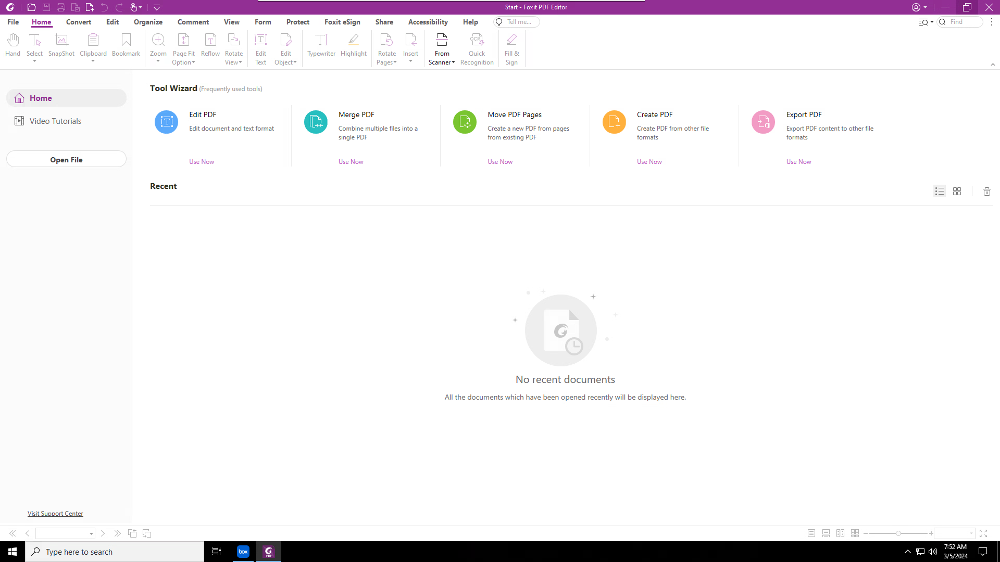 Start - Foxit PDF Editor
File Home Convert Edit Organize Comment View Form Protect Foxit eSign Share Accessibility Help Tell me... Find
Hand Select SnapShot Clipboard Bookmark Zoom Page Fit Option Reflow Rotate View Edit Text Edit Object Typewriter Highlight Rotate Pages Insert From Scanner OCR Quick Recognition Fill & Sign
Home
Video Tutorials
Open File
Visit Support Center
Tool Wizard (Frequently used tools)
Edit PDF
Edit document and text format
Use Now
Merge PDF
Combine multiple files into a
single PDF
Use Now
Move PDF Pages
Create a new PDF from pages
from existing PDF
Use Now
Create PDF
Create PDF from other file
formats
Use Now
Export PDF
Export PDF content to other file
formats
Use Now
Recent
No recent documents
All the documents which have been opened recently will be displayed here.
Type here to search
box
PDF
7:52 AM
3/5/2024